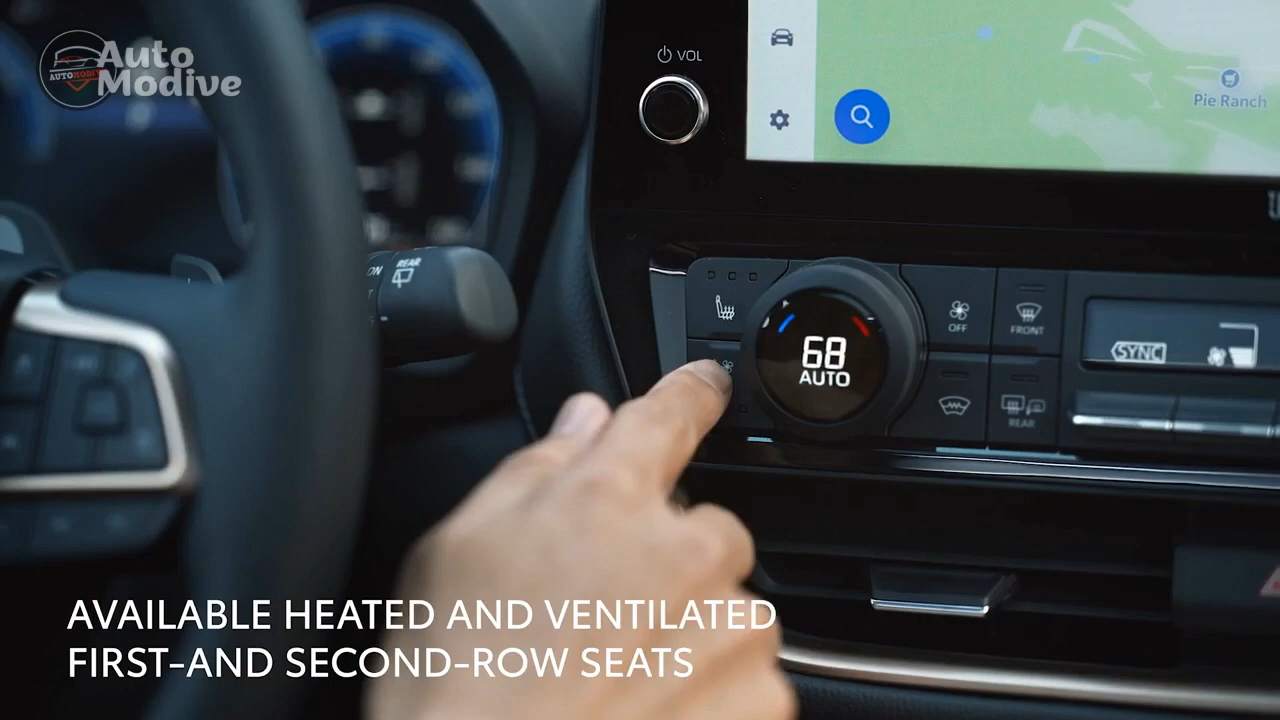 Auto
Modive
VOL
Pie Ranch
ON
REAR
OFF
FRONT
68
AUTO
SYNC
REAR
AVAILABLE HEATED AND VENTILATED
FIRST-AND SECOND-ROW SEATS